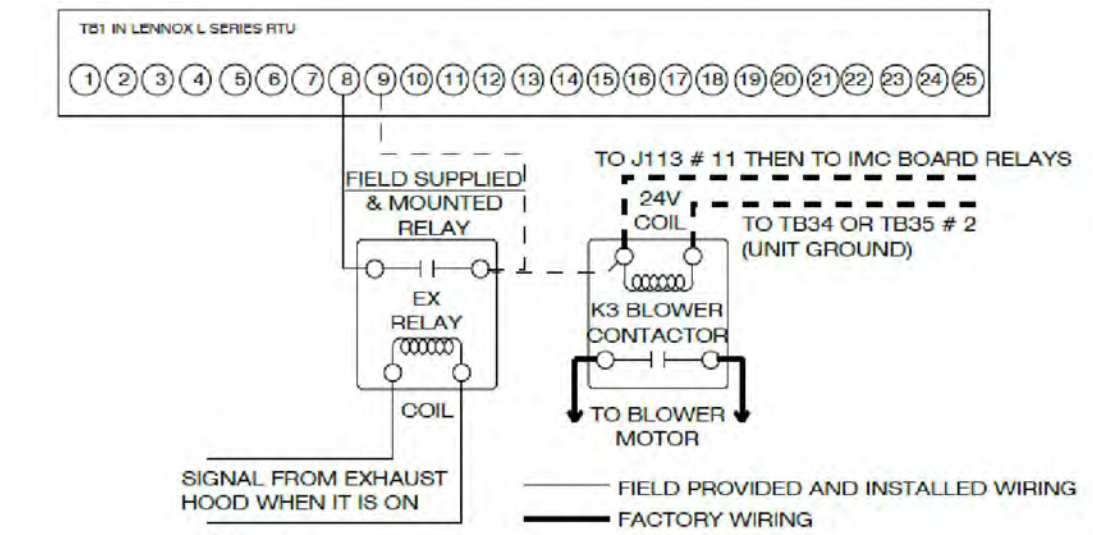 TB1 IN LENNOX L SERIES RTU
1 2 3 4 5 6 7 8 9 10 11 12 13 14 15 16 17 18 19 20 21 22 23 24 25
TO J113 # 11 THEN TO IMC BOARD RELAYS
FIELD SUPPLIED
& MOUNTED
RELAY
24V
COIL
TO TB34 OR TB35 # 2
(UNIT GROUND)
EX
RELAY
K3 BLOWER
CONTACTOR
COIL
TO BLOWER
MOTOR
SIGNAL FROM EXHAUST
HOOD WHEN IT IS ON
FIELD PROVIDED AND INSTALLED WIRING
FACTORY WIRING